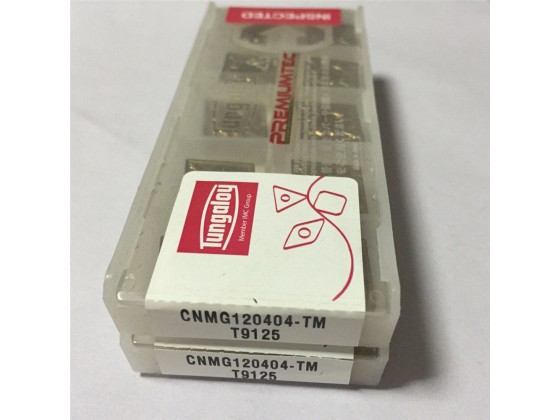 INSPECTED
PREMIUMTEC
Tungaloy
Member IMC Group
CNMG120404-TM
T9125
CNMG120404-TM
T9125